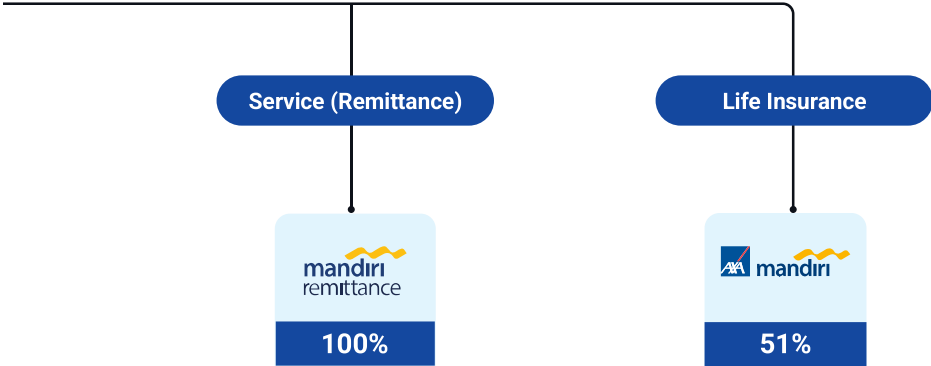 Service (Remittance)
Life Insurance
mandiri
remittance
AXA mandiri
100%
51%